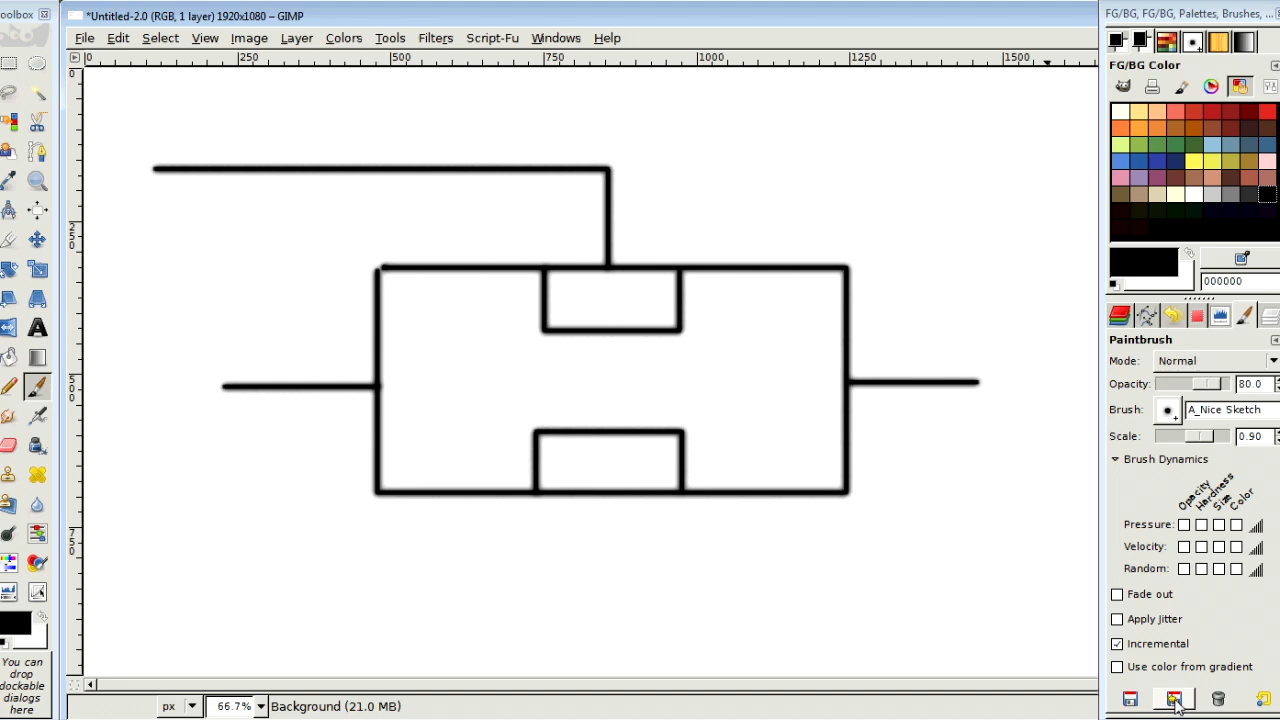 oolbox
*Untitled-2.0 (RGB, 1 layer) 1920x1080 – GIMP
FG/BG, FG/BG, Palettes, Brushes, ...
File Edit Select View Image Layer Colors Tools Filters Script-Fu Windows Help
0 250 500 750 1000 1250 1500
0
250
500
750
FG/BG Color
000000
Paintbrush
Mode: Normal
Opacity: 80.0
Brush: A_Nice Sketch
Scale: 0.90
Brush Dynamics
Opacity Hardness Size Color
Pressure:
Velocity:
Random:
Fade out
Apply Jitter
Incremental
Use color from gradient
You can
drop
dockable
dialogs
here
px 66.7% Background (21.0 MB)